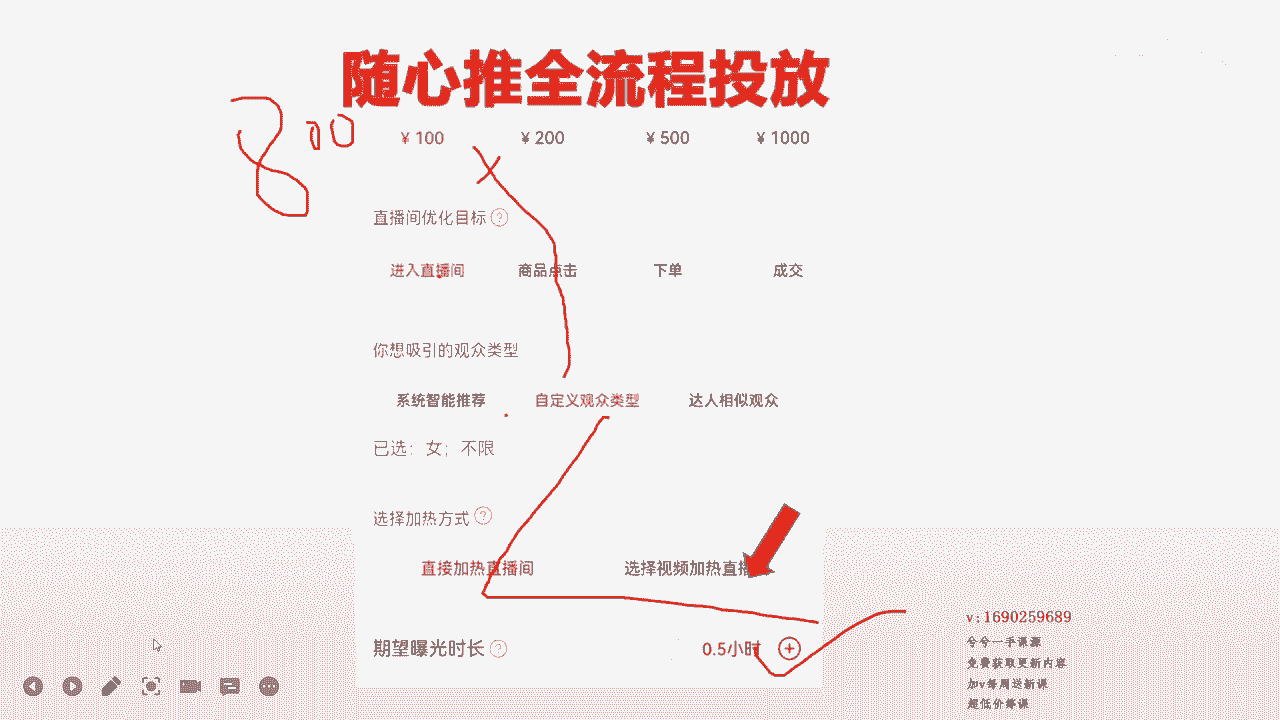 随心推全流程投放
800
¥ 100 ¥ 200 ¥ 500 ¥ 1000
直播间优化目标 ?
进入直播间 商品点击 下单 成交
你想吸引的观众类型
系统智能推荐 自定义观众类型 达人相似观众
已选：女；不限
选择加热方式 ?
直接加热直播间 选择视频加热直播
期望曝光时长 ? 0.5小时
v:1690259689
兮兮一手课源
免费获取更新内容
加v每周送新课
超低价筹课